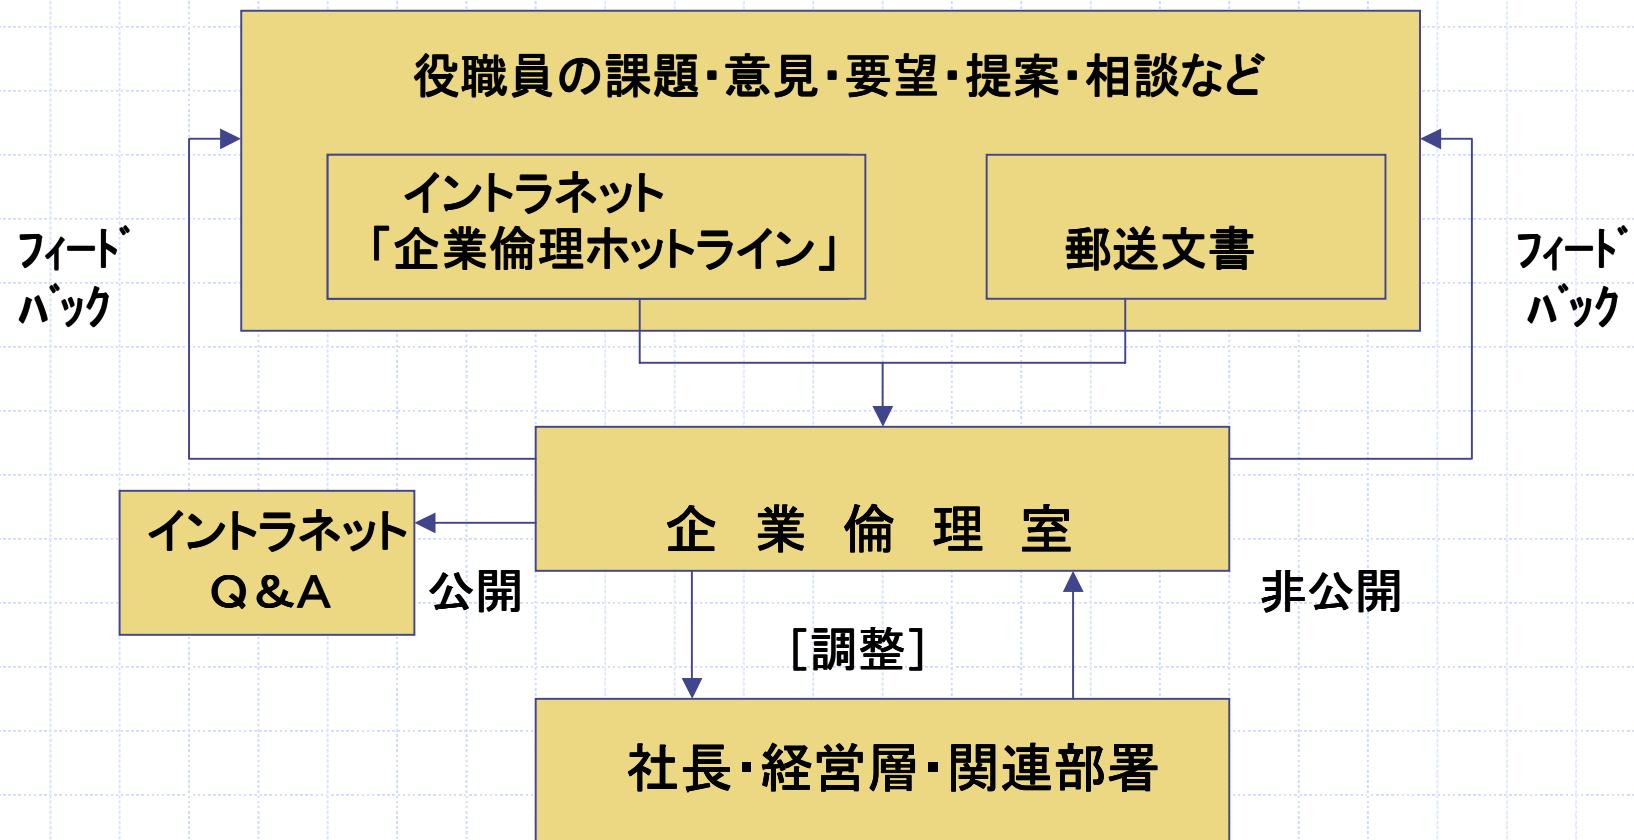 役職員の課題・意見・要望・提案・相談など
イントラネット
「企業倫理ホットライン」
郵送文書
ﾌｨｰﾄﾞ
ﾊﾞｯｸ
ﾌｨｰﾄﾞ
ﾊﾞｯｸ
企 業 倫 理 室
イントラネット
Ｑ＆Ａ
公開
非公開
［調整］
社長・経営層・関連部署